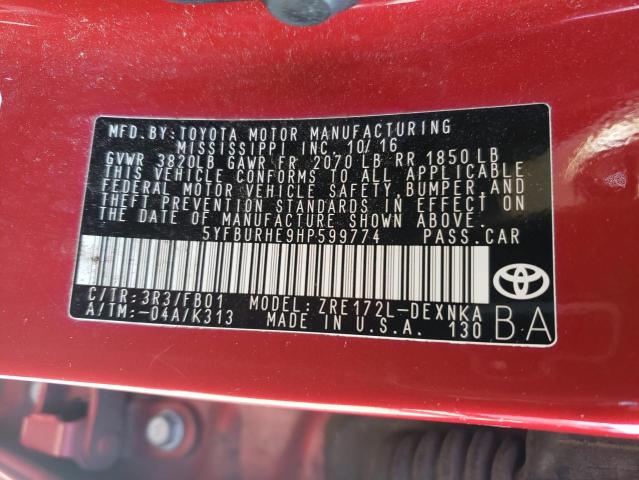 MFD. BY: TOYOTA MOTOR MANUFACTURING
MISSISSIPPI INC. 10/16
GVWR 3820LB GAWR FR 2070 LB RR 1850 LB
THIS VEHICLE CONFORMS TO ALL APPLICABLE
FEDERAL MOTOR VEHICLE SAFETY, BUMPER, AND
THEFT PREVENTION STANDARDS IN EFFECT ON
THE DATE OF MANUFACTURE SHOWN ABOVE.
5YFBURHE9HP599774 PASS. CAR
C/TR: 3R3/FB01 MODEL: ZRE172L-DEXNKA
A/TM: -04A/K313 MADE IN U.S.A. 130
BA